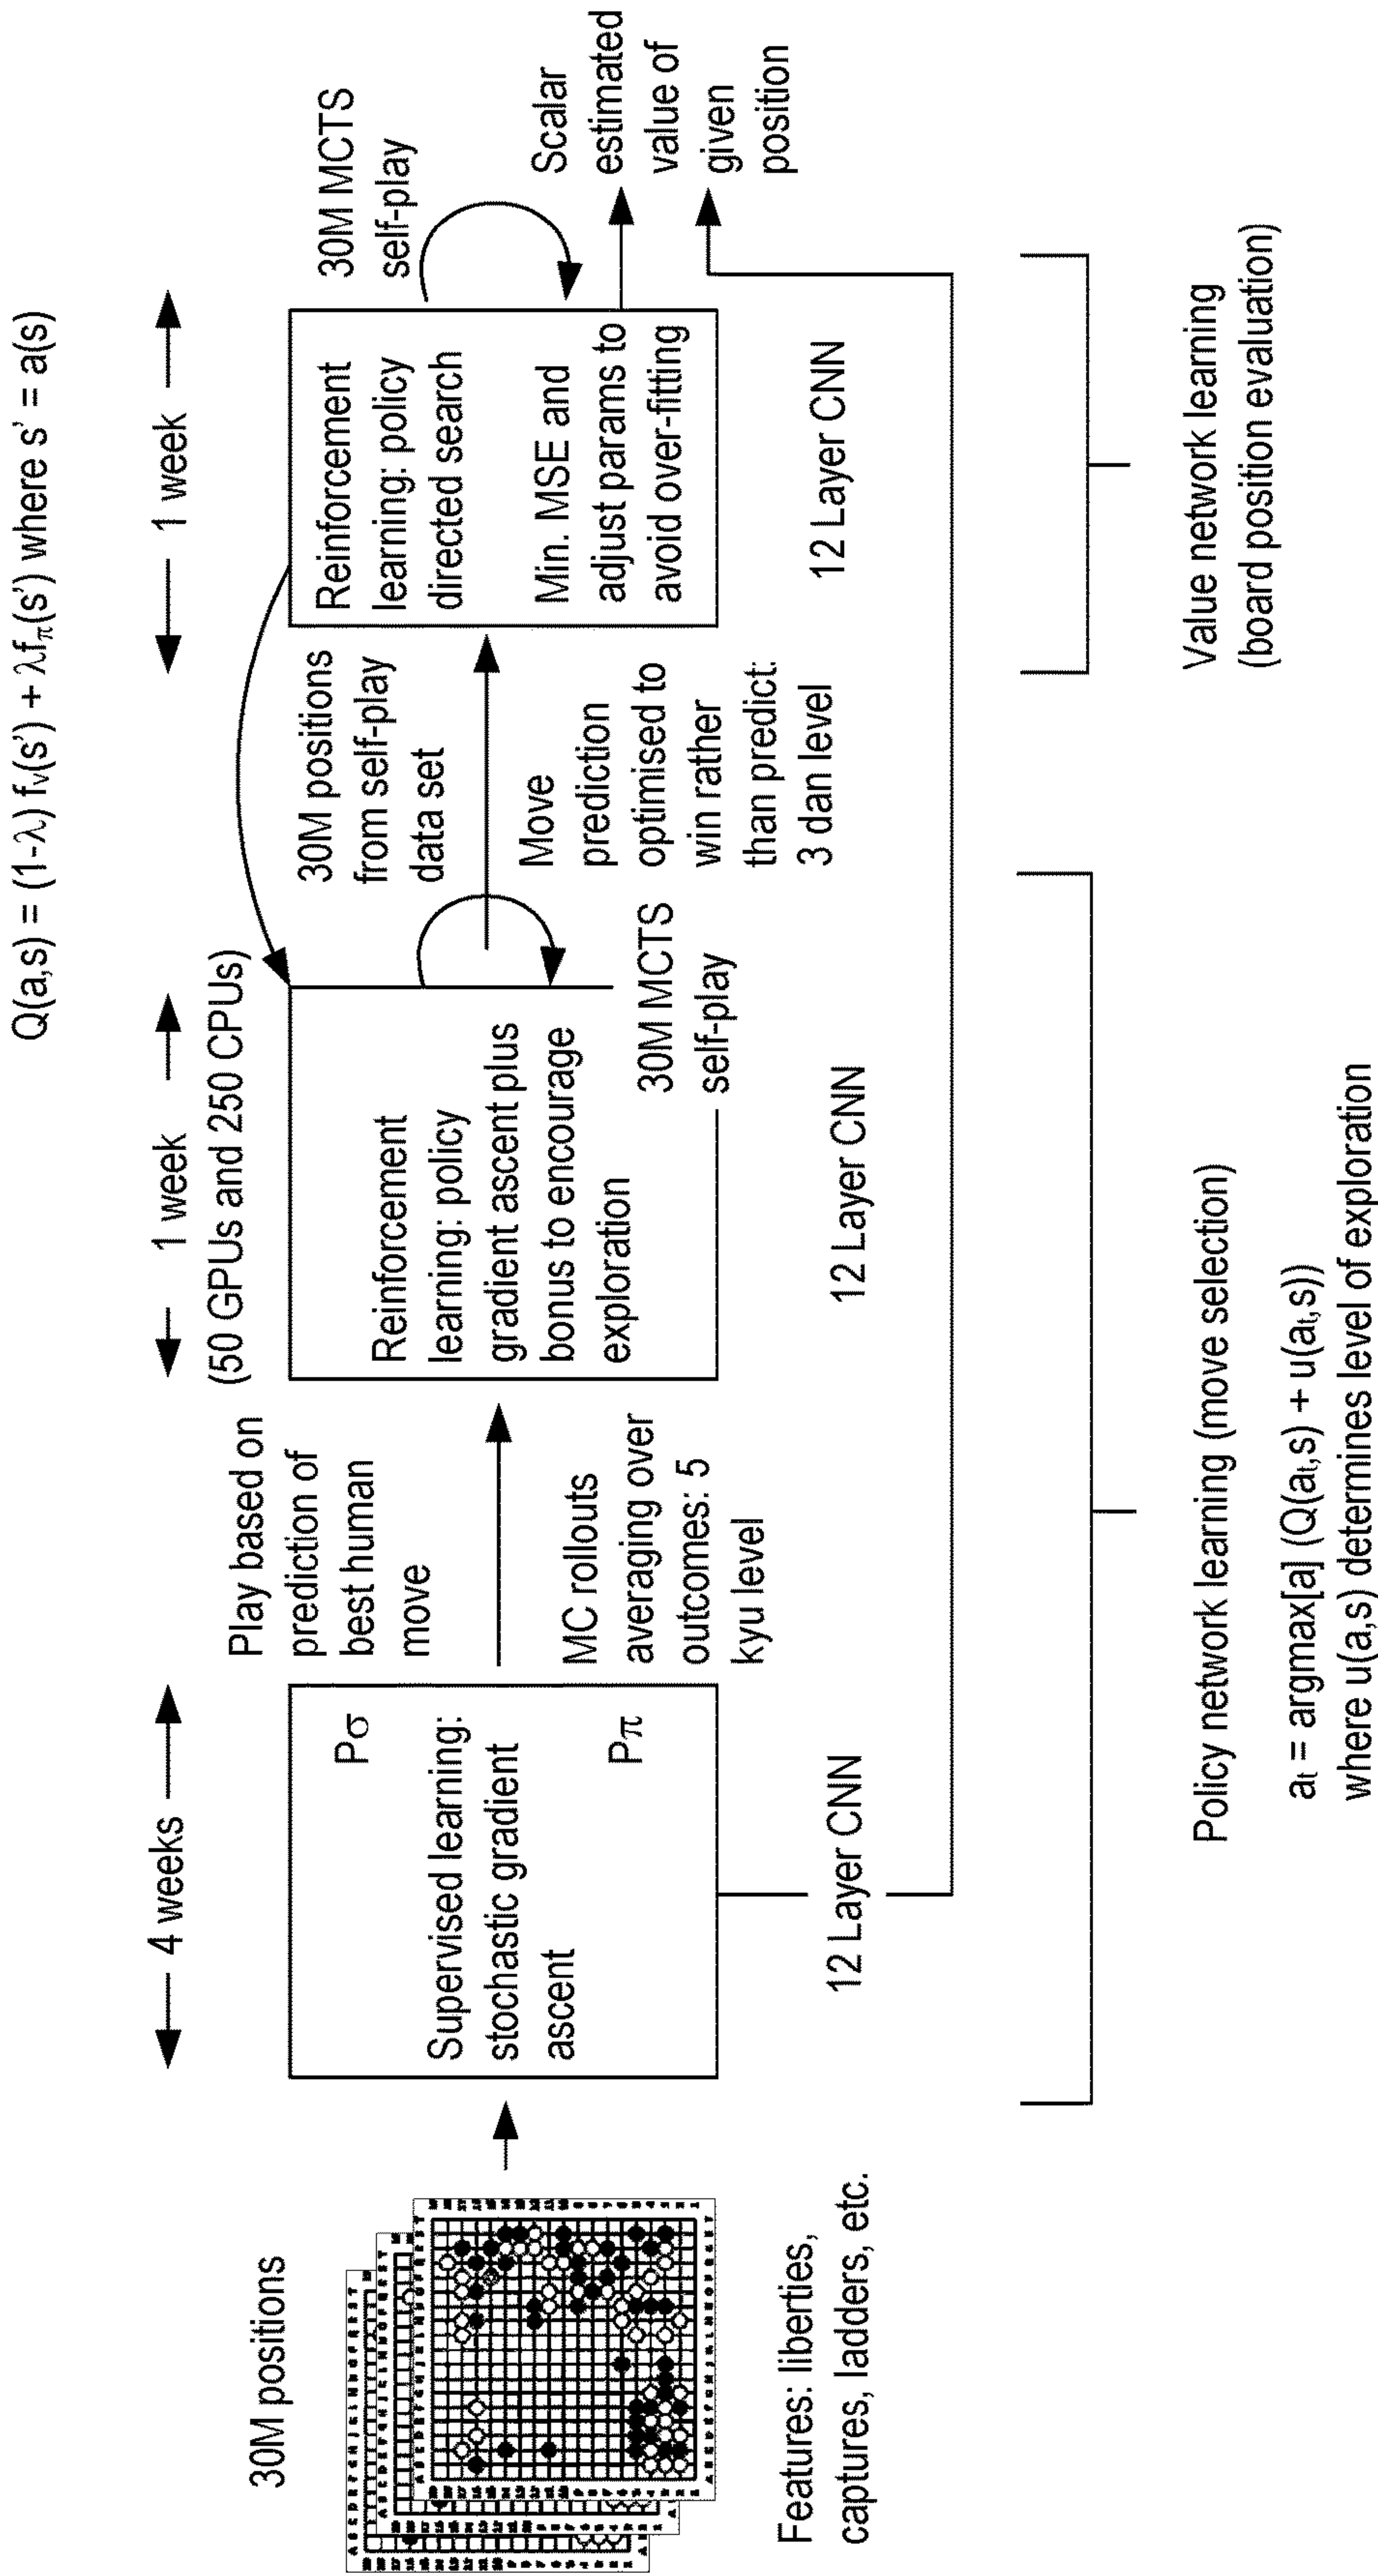 Q(a,s) = (1-λ) fᵥ(s') + λf_π(s') where s' = a(s)
4 weeks
1 week
(50 GPUs and 250 CPUs)
1 week
30M positions
Features: liberties,
captures, ladders, etc.
Pσ
Supervised learning:
stochastic gradient
ascent
Pπ
12 Layer CNN
Play based on
prediction of
best human
move
MC rollouts
averaging over
outcomes: 5
kyu level
Reinforcement
learning: policy
gradient ascent plus
bonus to encourage
exploration
30M MCTS
self-play
12 Layer CNN
30M positions
from self-play
data set
Move
prediction
optimised to
win rather
than predict:
3 dan level
Reinforcement
learning: policy
directed search
Min. MSE and
adjust params to
avoid over-fitting
12 Layer CNN
30M MCTS
self-play
Scalar
estimated
value of
given
position
Policy network learning (move selection)
aₜ = argmax[a] (Q(aₜ,s) + u(aₜ,s))
where u(a,s) determines level of exploration
Value network learning
(board position evaluation)